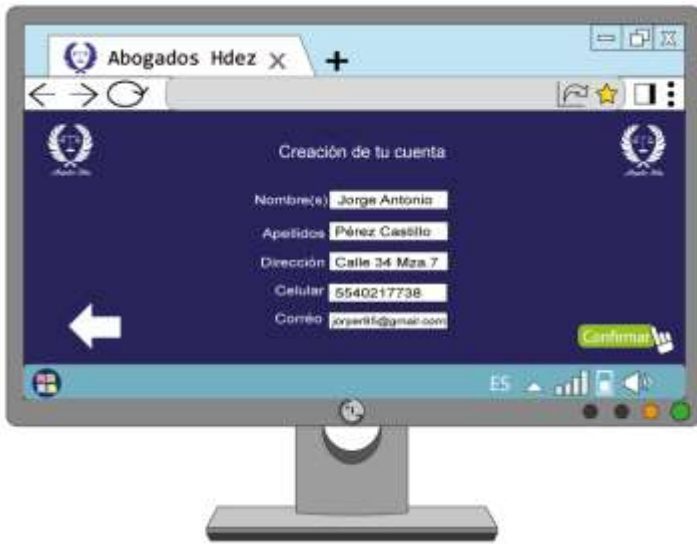 Abogados Hdez
Creación de tu cuenta
Nombre(s) Jorge Antonio
Apellidos Pérez Castillo
Dirección Calle 34 Mza.7
Celular 5540217738
Corréo
Confirmar
ES